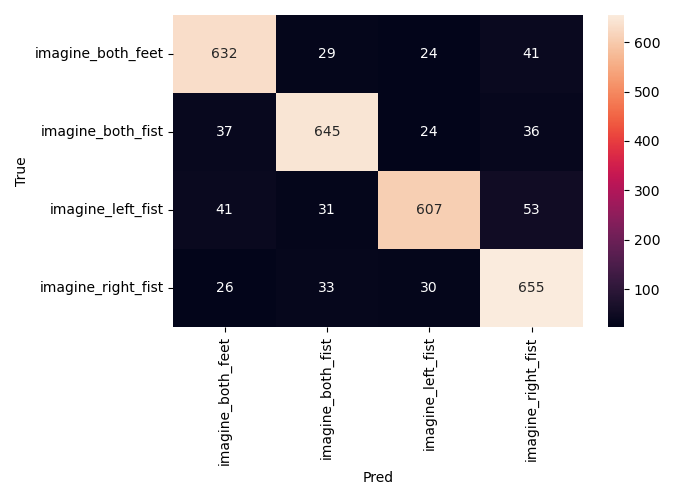 imagine_both_feet 632 29 24 41
imagine_both_fist 37 645 24 36
imagine_left_fist 41 31 607 53
imagine_right_fist 26 33 30 655
True
imagine_both_feet
imagine_both_fist
imagine_left_fist
imagine_right_fist
Pred
600
500
400
300
200
100